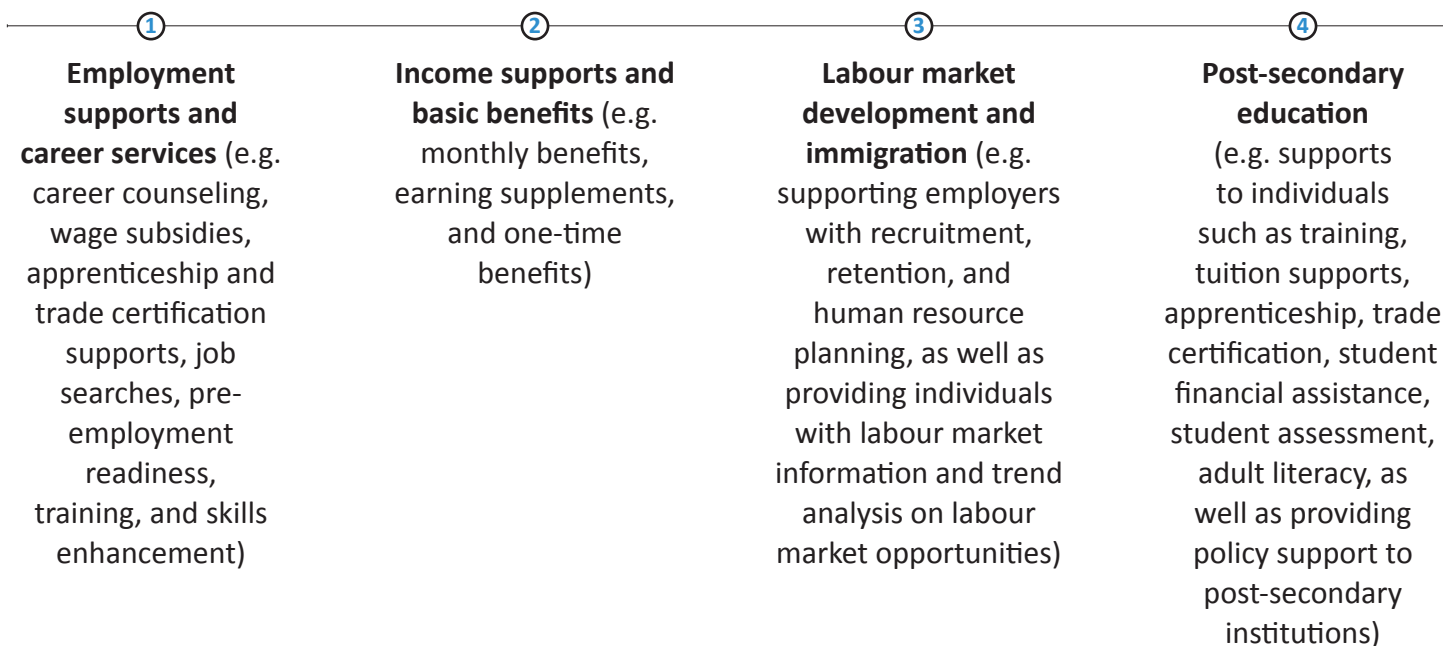 1
Employment
supports and
career services (e.g.
career counseling,
wage subsidies,
apprenticeship and
trade certification
supports, job
searches, pre-
employment
readiness,
training, and skills
enhancement)
2
Income supports and
basic benefits (e.g.
monthly benefits,
earning supplements,
and one-time
benefits)
3
Labour market
development and
immigration (e.g.
supporting employers
with recruitment,
retention, and
human resource
planning, as well as
providing individuals
with labour market
information and trend
analysis on labour
market opportunities)
4
Post-secondary
education
(e.g. supports
to individuals
such as training,
tuition supports,
apprenticeship, trade
certification, student
financial assistance,
student assessment,
adult literacy, as
well as providing
policy support to
post-secondary
institutions)